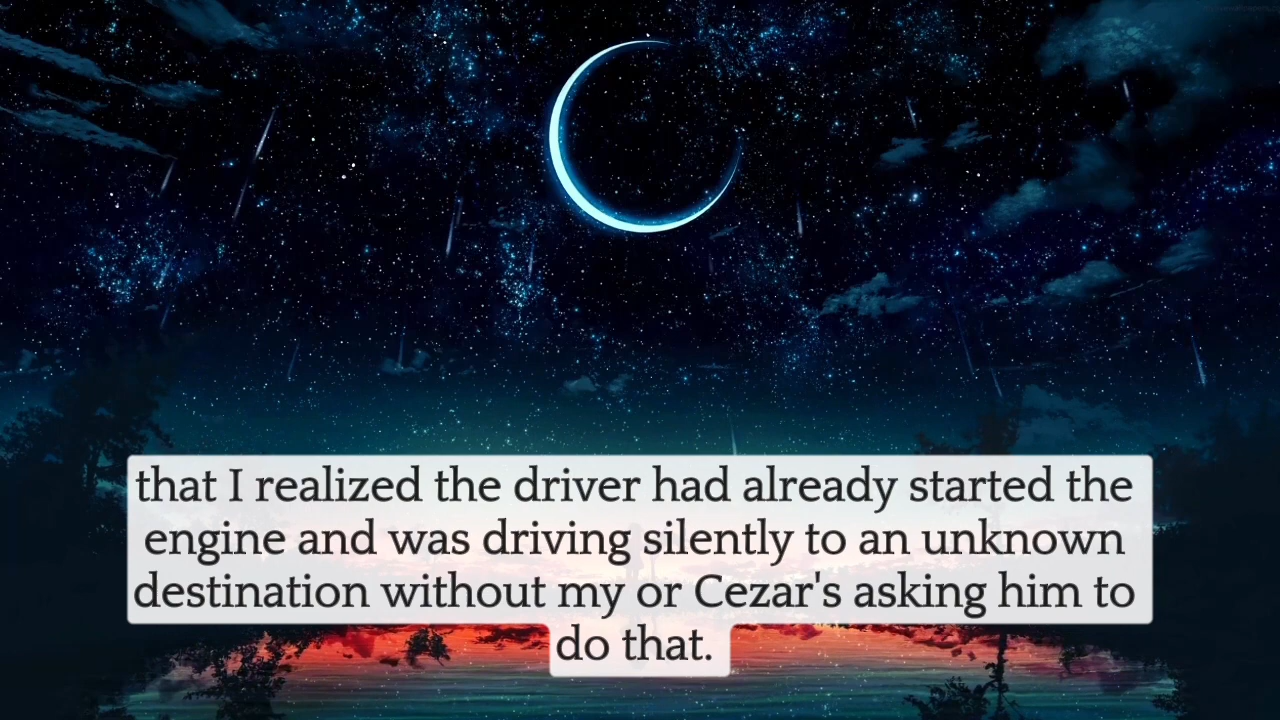 that I realized the driver had already started the
engine and was driving silently to an unknown
destination without my or Cezar's asking him to
do that.